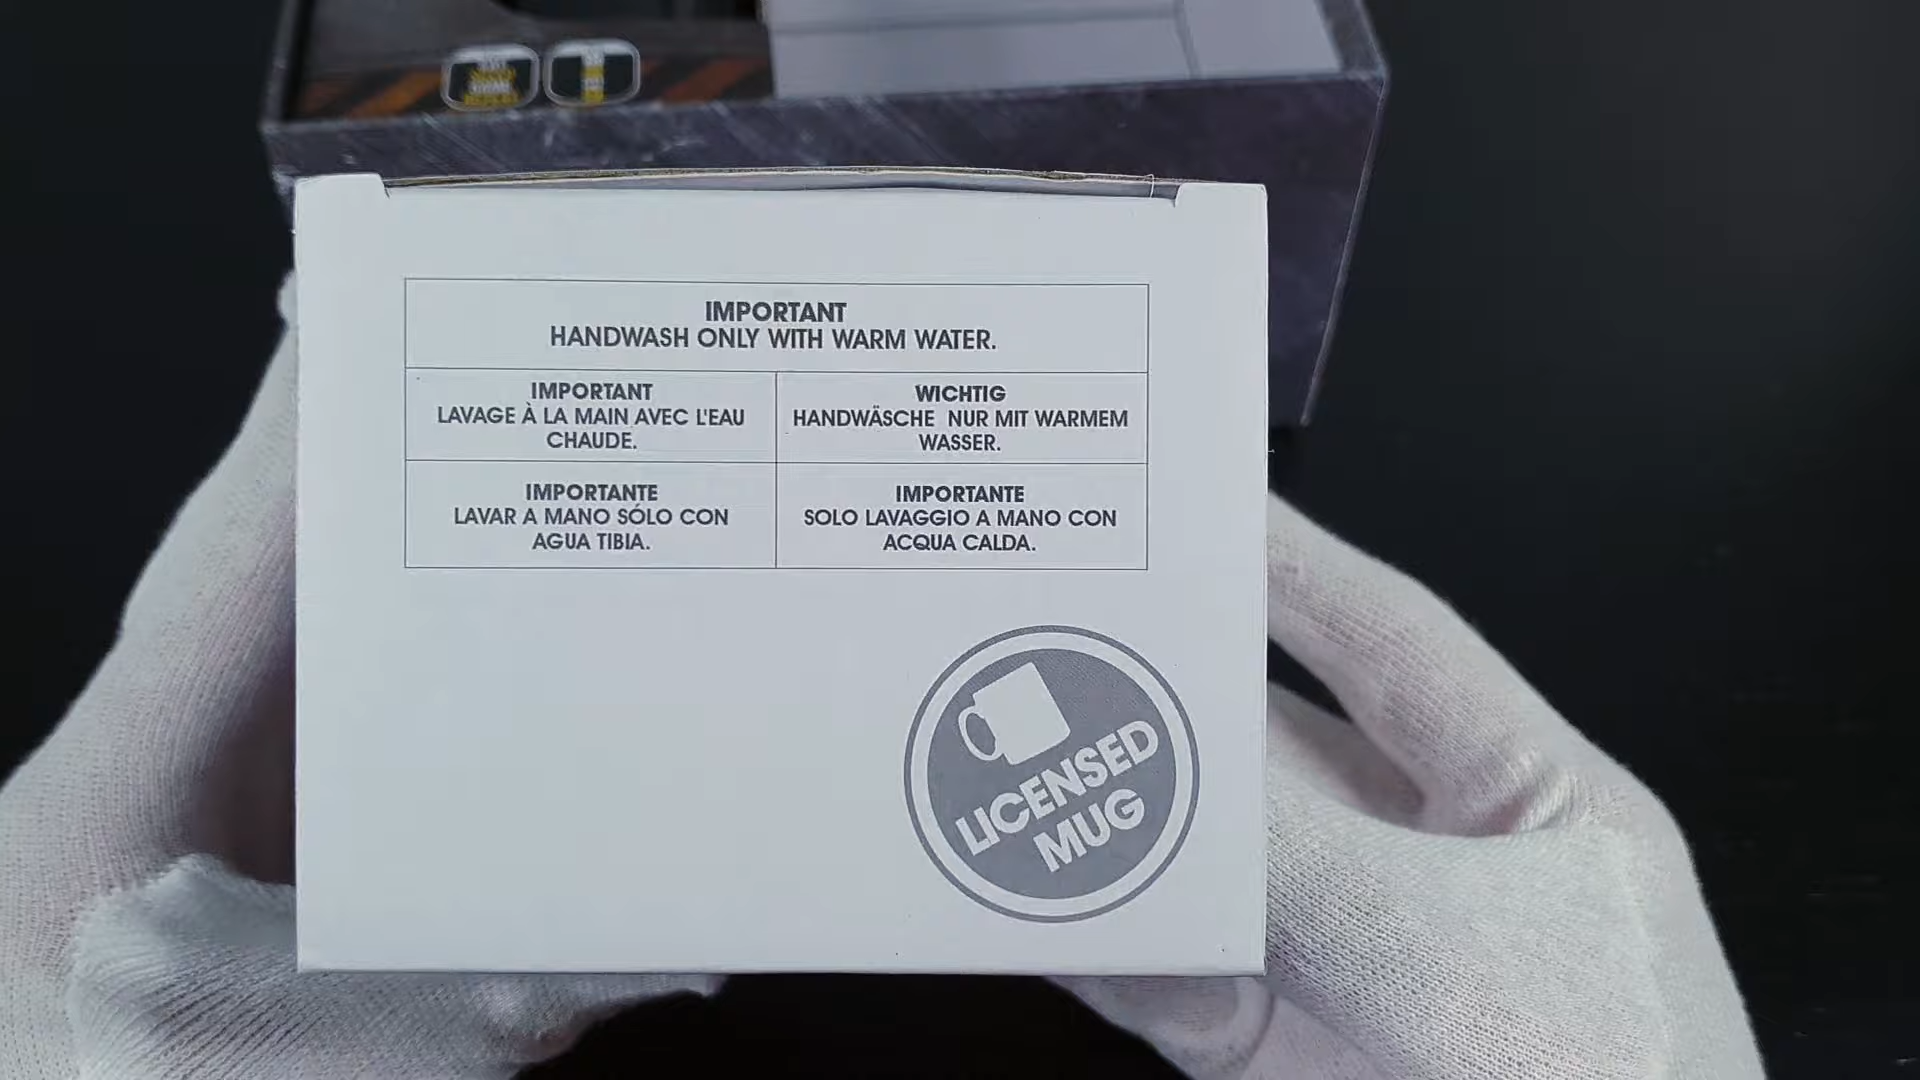 IMPORTANT
HANDWASH ONLY WITH WARM WATER.
IMPORTANT
LAVAGE À LA MAIN AVEC L'EAU
CHAUDE.
WICHTIG
HANDWÄSCHE NUR MIT WARMEM
WASSER.
IMPORTANTE
LAVAR A MANO SÓLO CON
AGUA TIBIA.
IMPORTANTE
SOLO LAVAGGIO A MANO CON
ACQUA CALDA.
LICENSED
MUG